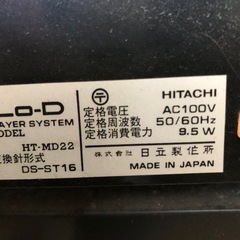 Lo-D
HITACHI
AYER SYSTEM
定格電圧 AC100V
MODEL
定格周波数 50/60Hz
HT-MD22
定格消費電力 9.5W
換針形式
株式会社 日立製作所
DS-ST16
MADE IN JAPAN